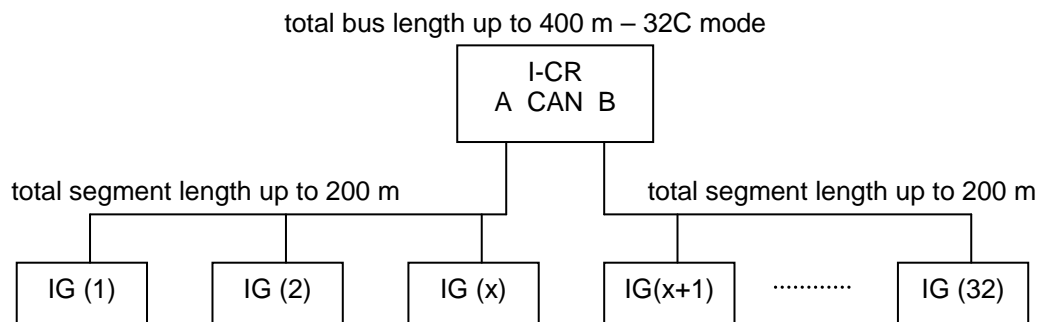 total bus length up to 400 m – 32C mode
I-CR
A CAN B
total segment length up to 200 m
total segment length up to 200 m
IG (1)
IG (2)
IG (x)
IG(x+1)
............
IG (32)